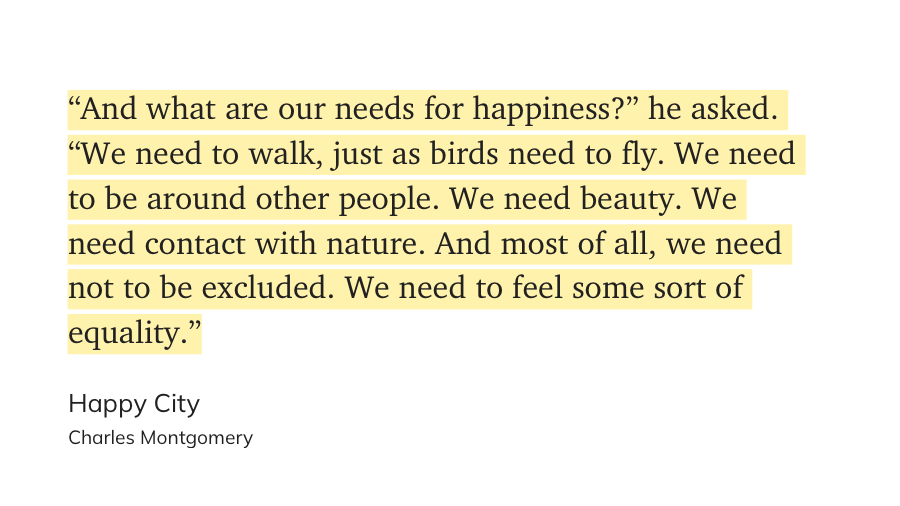 “And what are our needs for happiness?” he asked.
“We need to walk, just as birds need to fly. We need
to be around other people. We need beauty. We
need contact with nature. And most of all, we need
not to be excluded. We need to feel some sort of
equality.”
Happy City
Charles Montgomery